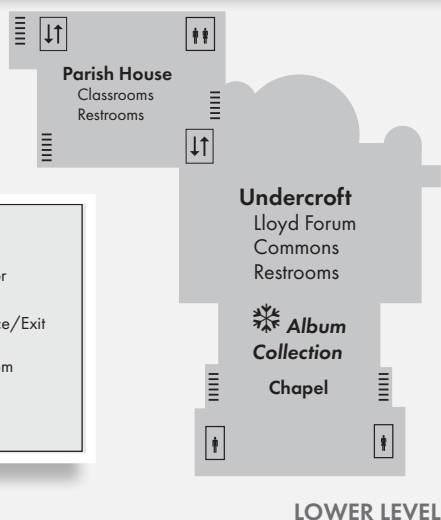 Parish House
Classrooms
Restrooms
Undercroft
Lloyd Forum
Commons
Restrooms
Album
Collection
Chapel
LOWER LEVEL